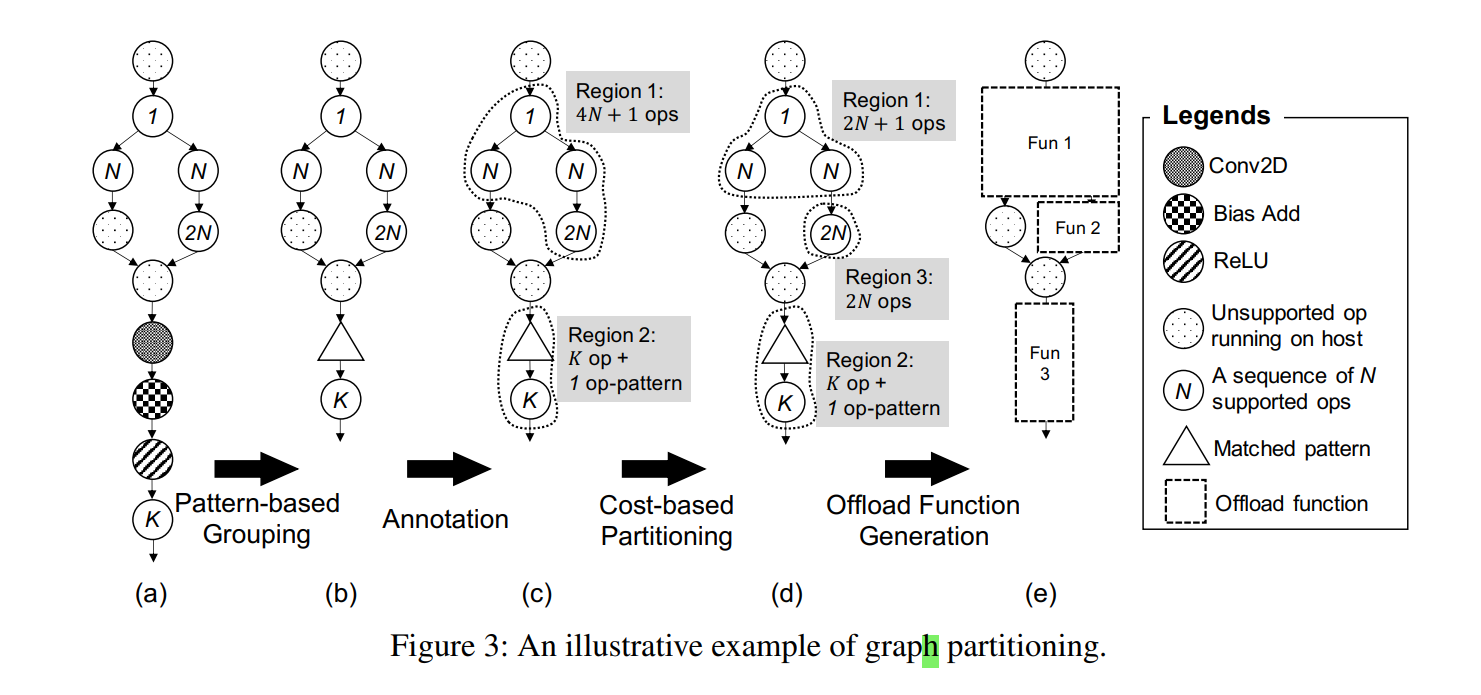 1
N
N
2N
K
1
N
N
2N
K
Region 1:
4N + 1 ops
1
N
N
2N
Region 2:
K op +
1 op-pattern
K
Region 1:
2N + 1 ops
1
N
N
2N
Region 3:
2N ops
Region 2:
K op +
1 op-pattern
K
Fun 1
Fun 2
Fun
3
Legends
Conv2D
Bias Add
ReLU
Unsupported op
running on host
N
A sequence of N
supported ops
Matched pattern
Offload function
Pattern-based
Grouping
Annotation
Cost-based
Partitioning
Offload Function
Generation
(a)
(b)
(c)
(d)
(e)
Figure 3: An illustrative example of graph partitioning.